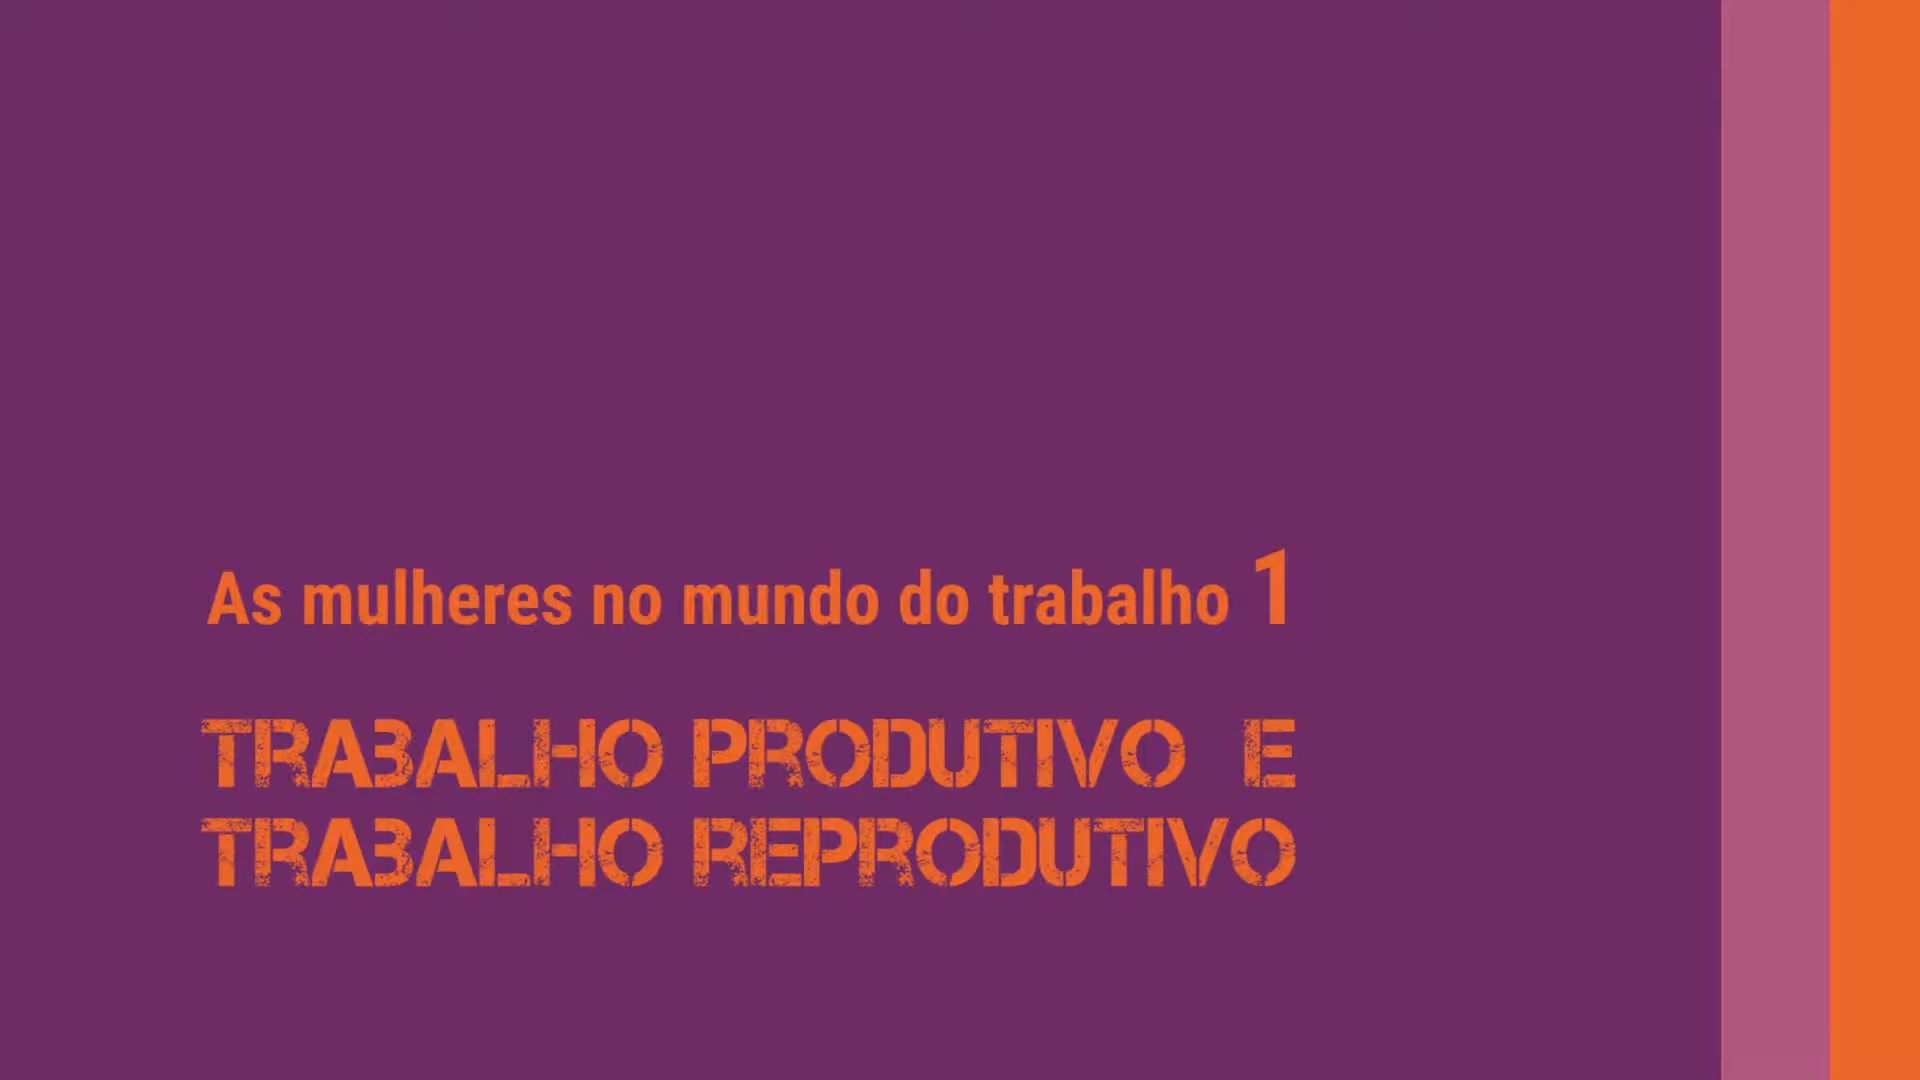 As mulheres no mundo do trabalho 1
TRABALHO PRODUTIVO E
TRABALHO REPRODUTIVO